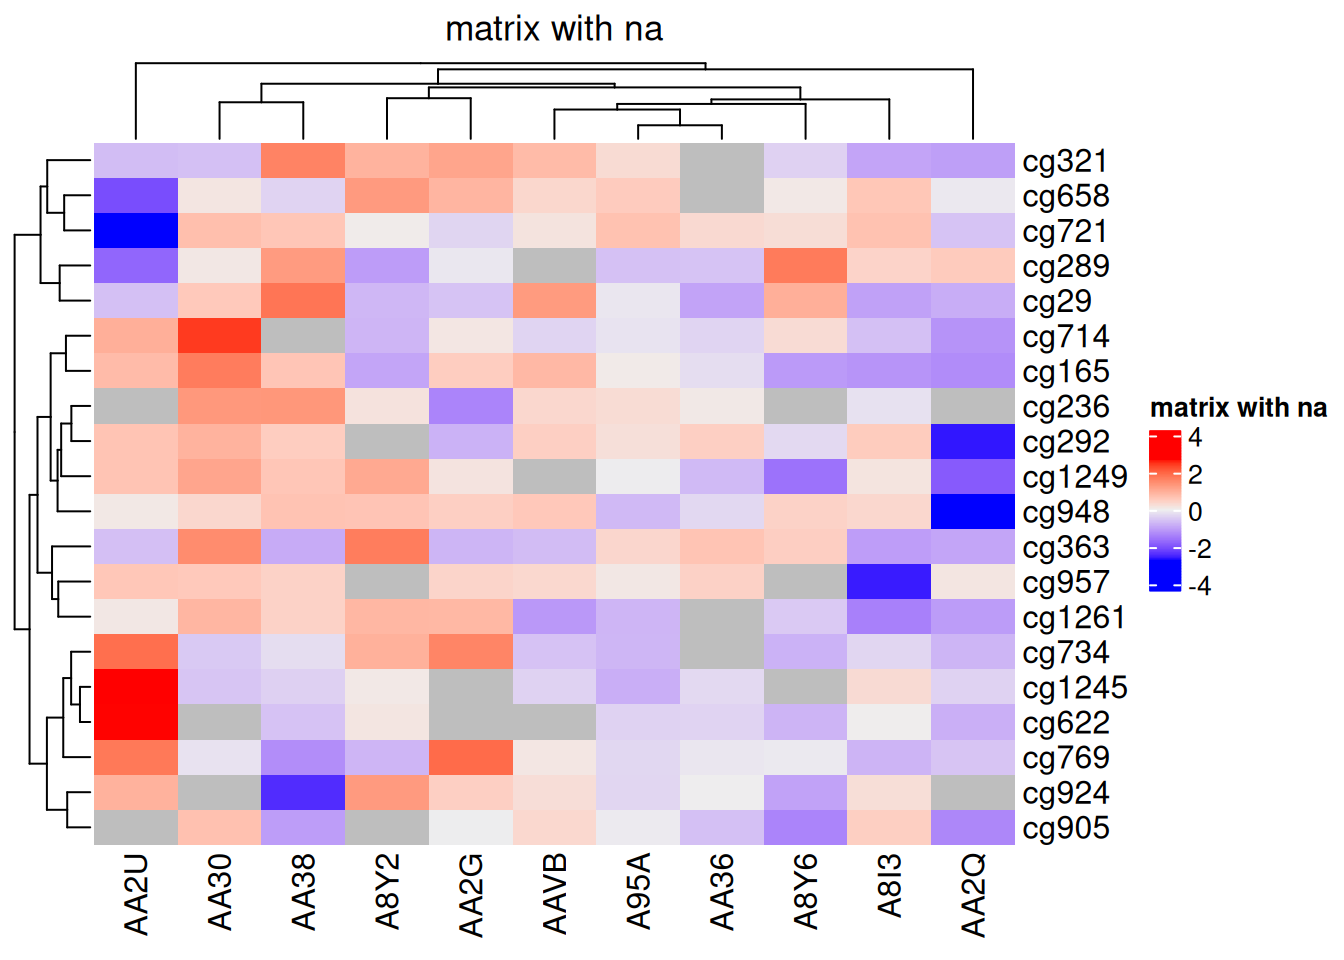 matrix with na
cg321
cg658
cg721
cg289
cg29
cg714
cg165
cg236
cg292
cg1249
cg948
cg363
cg957
cg1261
cg734
cg1245
cg622
cg769
cg924
cg905
matrix with na
4
2
0
-2
-4
AA2U
AA30
AA38
A8Y2
AA2G
AAVB
A95A
AA36
A8Y6
A8I3
AA2Q